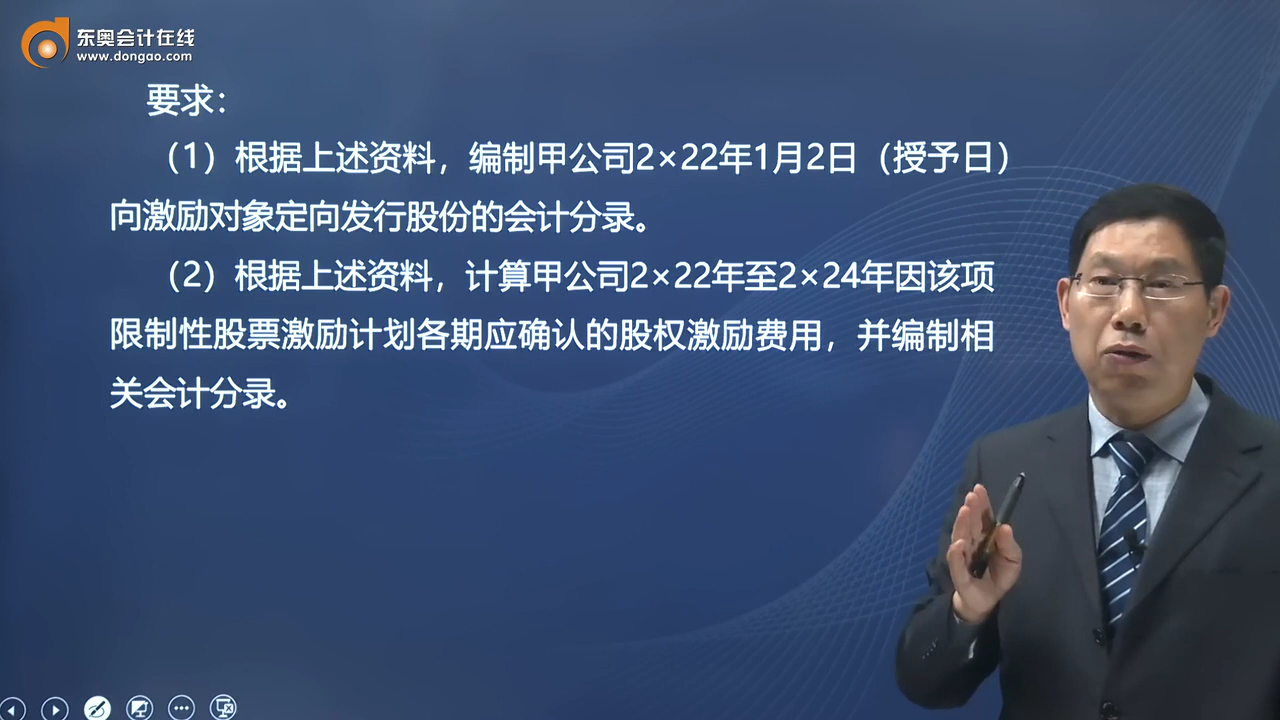 东奥会计在线
www.dongao.com
要求：
（1）根据上述资料，编制甲公司2×22年1月2日（授予日）
向激励对象定向发行股份的会计分录。
（2）根据上述资料，计算甲公司2×22年至2×24年因该项
限制性股票激励计划各期应确认的股权激励费用，并编制相
关会计分录。